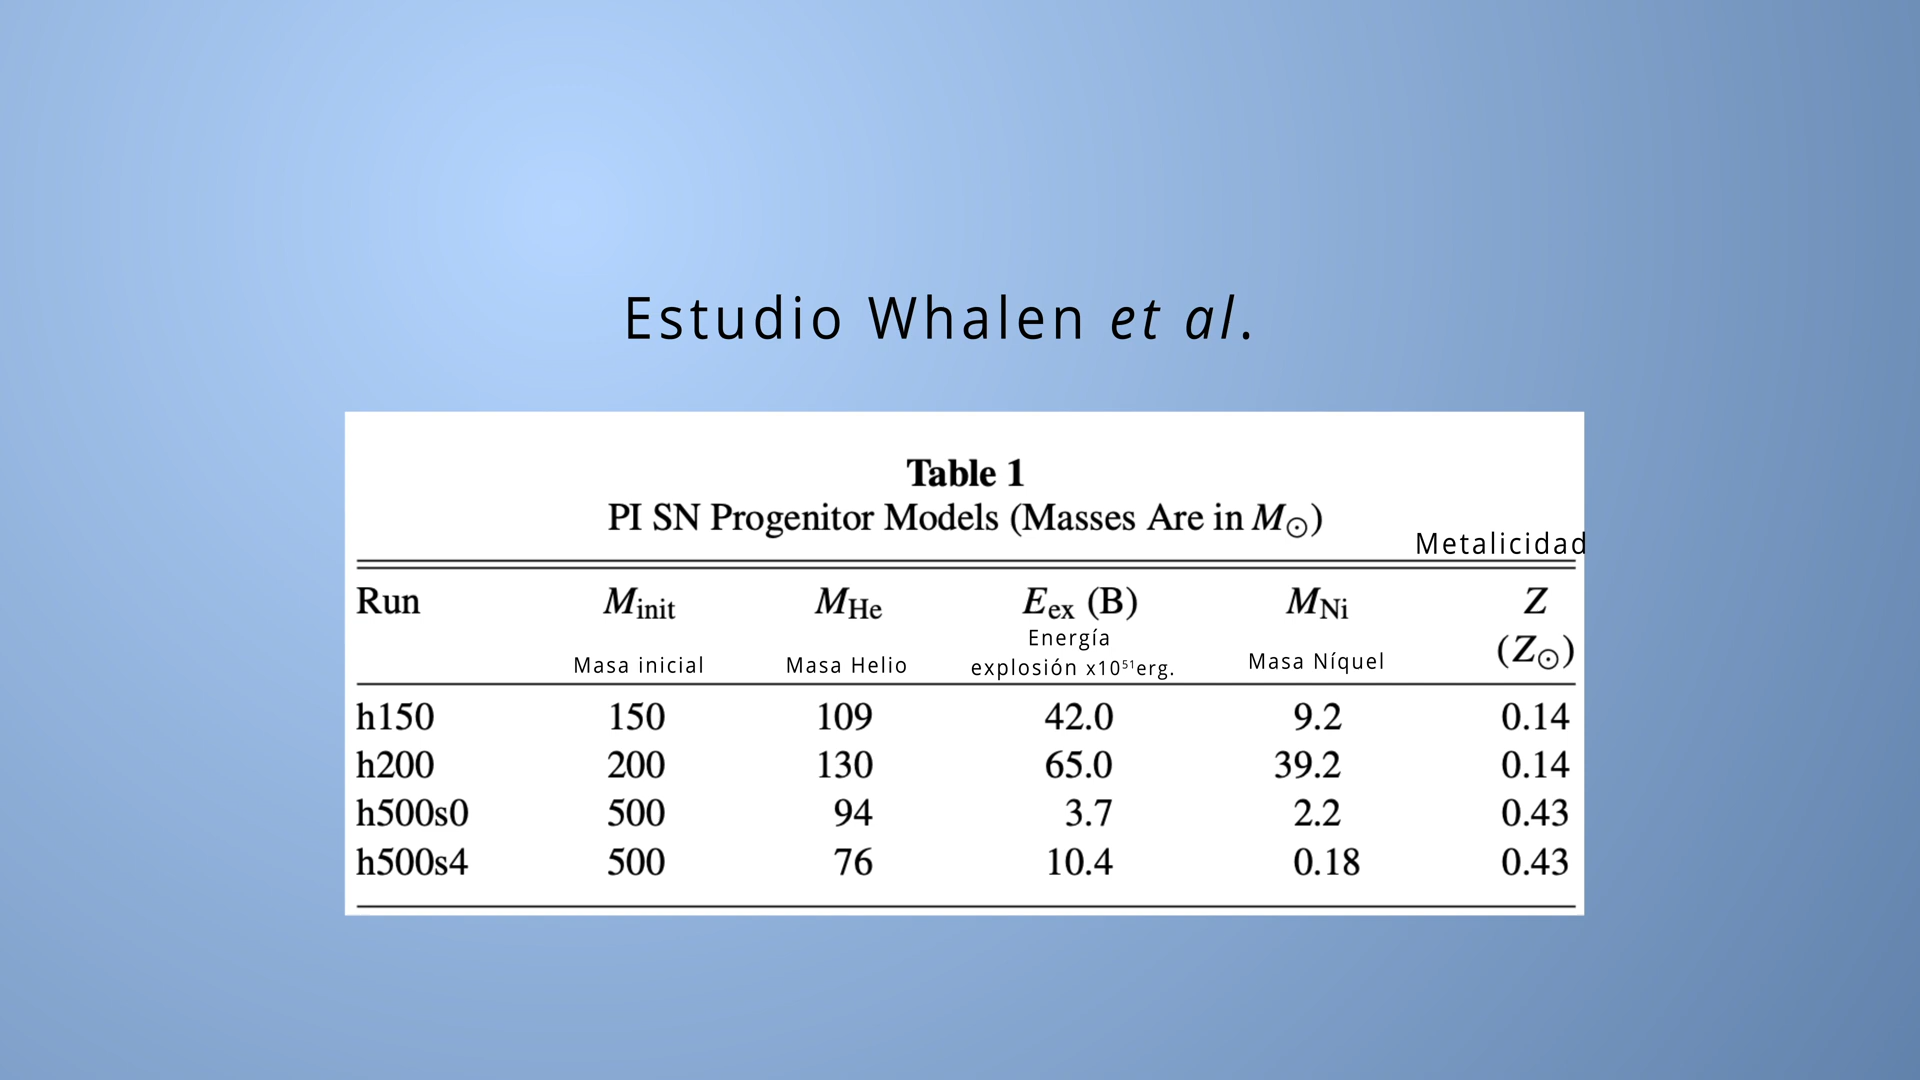 Estudio Whalen et al.
Table 1
PI SN Progenitor Models (Masses Are in M☉)
Metalicidad
Run M_init M_He E_ex (B) M_Ni Z
(Z☉)
Masa inicial Masa Helio Energía explosión x10⁵¹erg. Masa Níquel
h150 150 109 42.0 9.2 0.14
h200 200 130 65.0 39.2 0.14
h500s0 500 94 3.7 2.2 0.43
h500s4 500 76 10.4 0.18 0.43